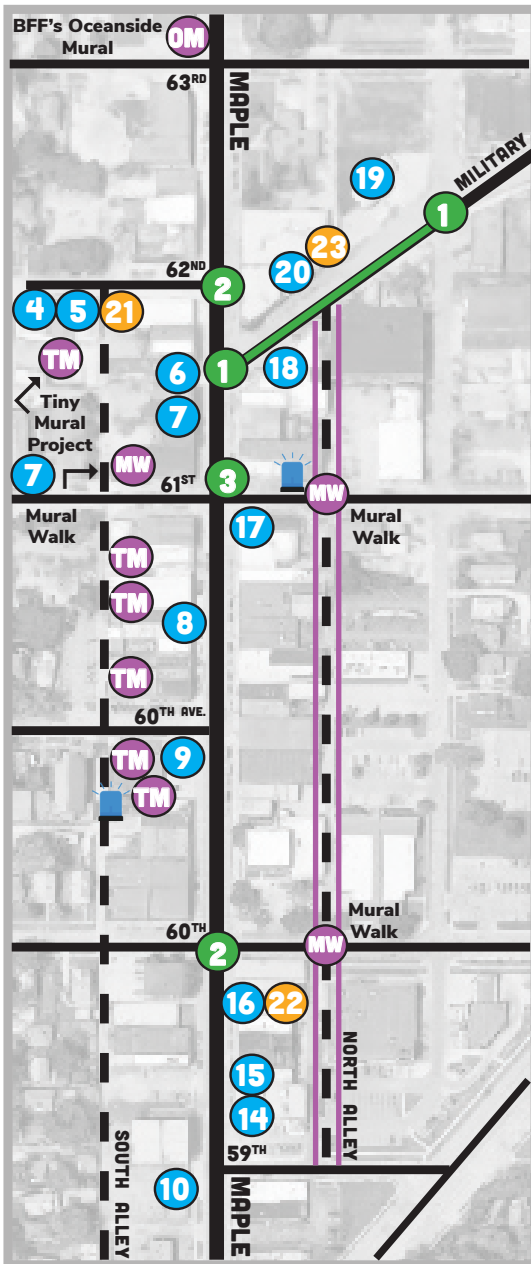 BFF's Oceanside
Mural
OM
63RD
MAPLE
MILITARY
19
1
23
20
62ND
2
4
5
21
TM
6
1
18
Tiny
Mural
Project
7
7
MW
61ST
3
MW
Mural
Walk
Mural
Walk
17
TM
TM
8
TM
60TH AVE.
TM
9
TM
60TH
2
Mural
Walk
MW
16
22
15
14
NORTH ALLEY
SOUTH ALLEY
59TH
10
MAPLE